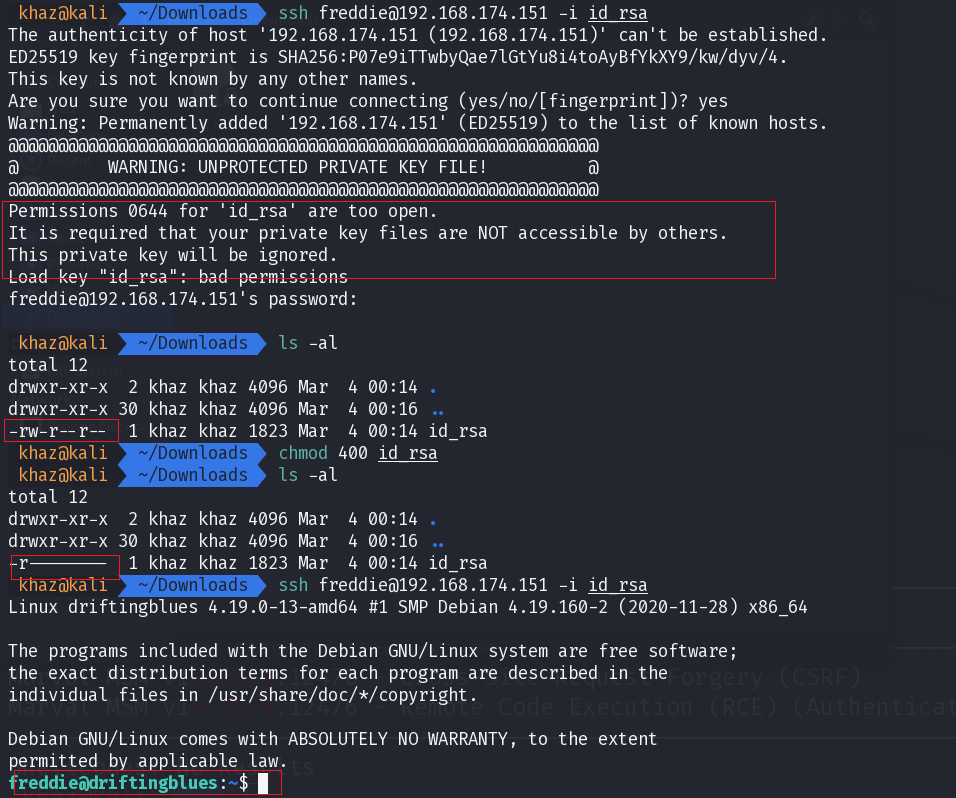 khaz@kali ~/Downloads ssh freddie@192.168.174.151 -i id_rsa
The authenticity of host '192.168.174.151 (192.168.174.151)' can't be established.
ED25519 key fingerprint is SHA256:P07e9iTTwbyQae7lGtYu8i4toAyBfYkXY9/kw/dyv/4.
This key is not known by any other names.
Are you sure you want to continue connecting (yes/no/[fingerprint])? yes
Warning: Permanently added '192.168.174.151' (ED25519) to the list of known hosts.
@@@@@@@@@@@@@@@@@@@@@@@@@@@@@@@@@@@@@@@@@@@@@@@@@@@@@@@@@@@
@         WARNING: UNPROTECTED PRIVATE KEY FILE!          @
@@@@@@@@@@@@@@@@@@@@@@@@@@@@@@@@@@@@@@@@@@@@@@@@@@@@@@@@@@@
Permissions 0644 for 'id_rsa' are too open.
It is required that your private key files are NOT accessible by others.
This private key will be ignored.
Load key "id_rsa": bad permissions
freddie@192.168.174.151's password:
khaz@kali ~/Downloads ls -al
total 12
drwxr-xr-x  2 khaz khaz 4096 Mar  4 00:14 .
drwxr-xr-x 30 khaz khaz 4096 Mar  4 00:16 ..
-rw-r--r--  1 khaz khaz 1823 Mar  4 00:14 id_rsa
khaz@kali ~/Downloads chmod 400 id_rsa
khaz@kali ~/Downloads ls -al
total 12
drwxr-xr-x  2 khaz khaz 4096 Mar  4 00:14 .
drwxr-xr-x 30 khaz khaz 4096 Mar  4 00:16 ..
-r--------  1 khaz khaz 1823 Mar  4 00:14 id_rsa
khaz@kali ~/Downloads ssh freddie@192.168.174.151 -i id_rsa
Linux driftingblues 4.19.0-13-amd64 #1 SMP Debian 4.19.160-2 (2020-11-28) x86_64
The programs included with the Debian GNU/Linux system are free software;
the exact distribution terms for each program are described in the
individual files in /usr/share/doc/*/copyright.
Debian GNU/Linux comes with ABSOLUTELY NO WARRANTY, to the extent
permitted by applicable law.
freddie@driftingblues:~$